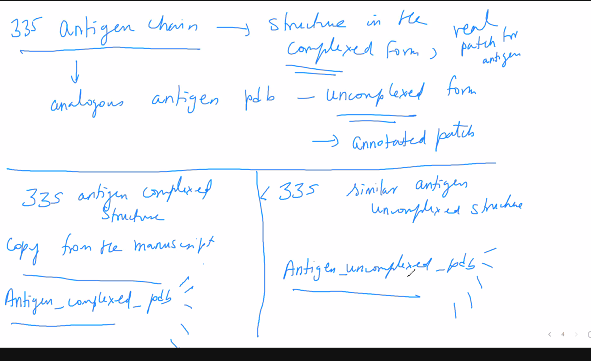 335 antigen chain → structure in the
complexed form, real
patch for
antigen
↓
analogous antigen pdb – uncomplexed form
→ annotated patch
335 antigen complexed
structure
Copy from the manuscript
Antigen_complexed_pdb
< 335 similar antigen
uncomplexed structure
Antigen_uncomplexed_pdb